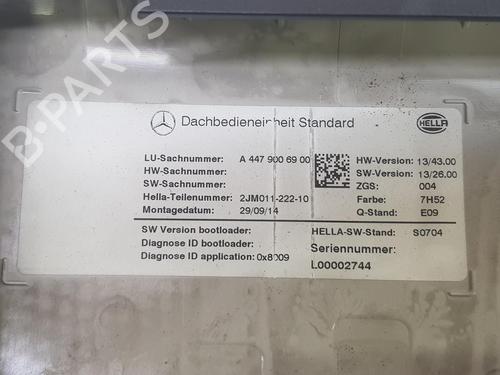 Dachbedieneinheit Standard
HELLA
LU-Sachnummer: A 447 900 69 00
HW-Sachnummer:
SW-Sachnummer:
Hella-Teilenummer: 2JM011-222-10
Montagedatum: 29/09/14
HW-Version: 13/43.00
SW-Version: 13/26.00
ZGS: 004
Farbe: 7H52
Q-Stand: E09
SW Version bootloader:
Diagnose ID bootloader:
Diagnose ID application: 0x8009
HELLA-SW-Stand: S0704
Seriennummer:
L00002744
B-PARTS